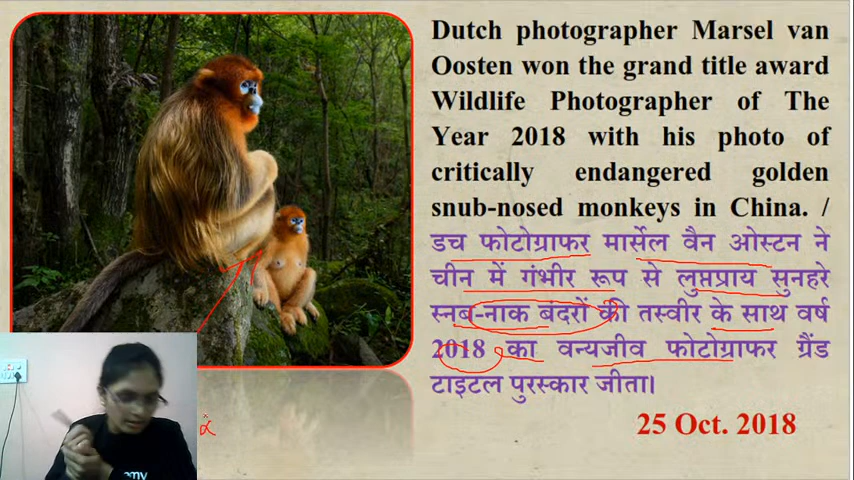 Dutch photographer Marsel van
Oosten won the grand title award
Wildlife Photographer of The
Year 2018 with his photo of
critically endangered golden
snub-nosed monkeys in China. /
डच फोटोग्राफर मार्सेल वैन ओस्टन ने
चीन में गंभीर रूप से लुप्तप्राय सुनहरे
स्नब-नाक बंदरों की तस्वीर के साथ वर्ष
2018 का वन्यजीव फोटोग्राफर ग्रैंड
टाइटल पुरस्कार जीता।
25 Oct. 2018